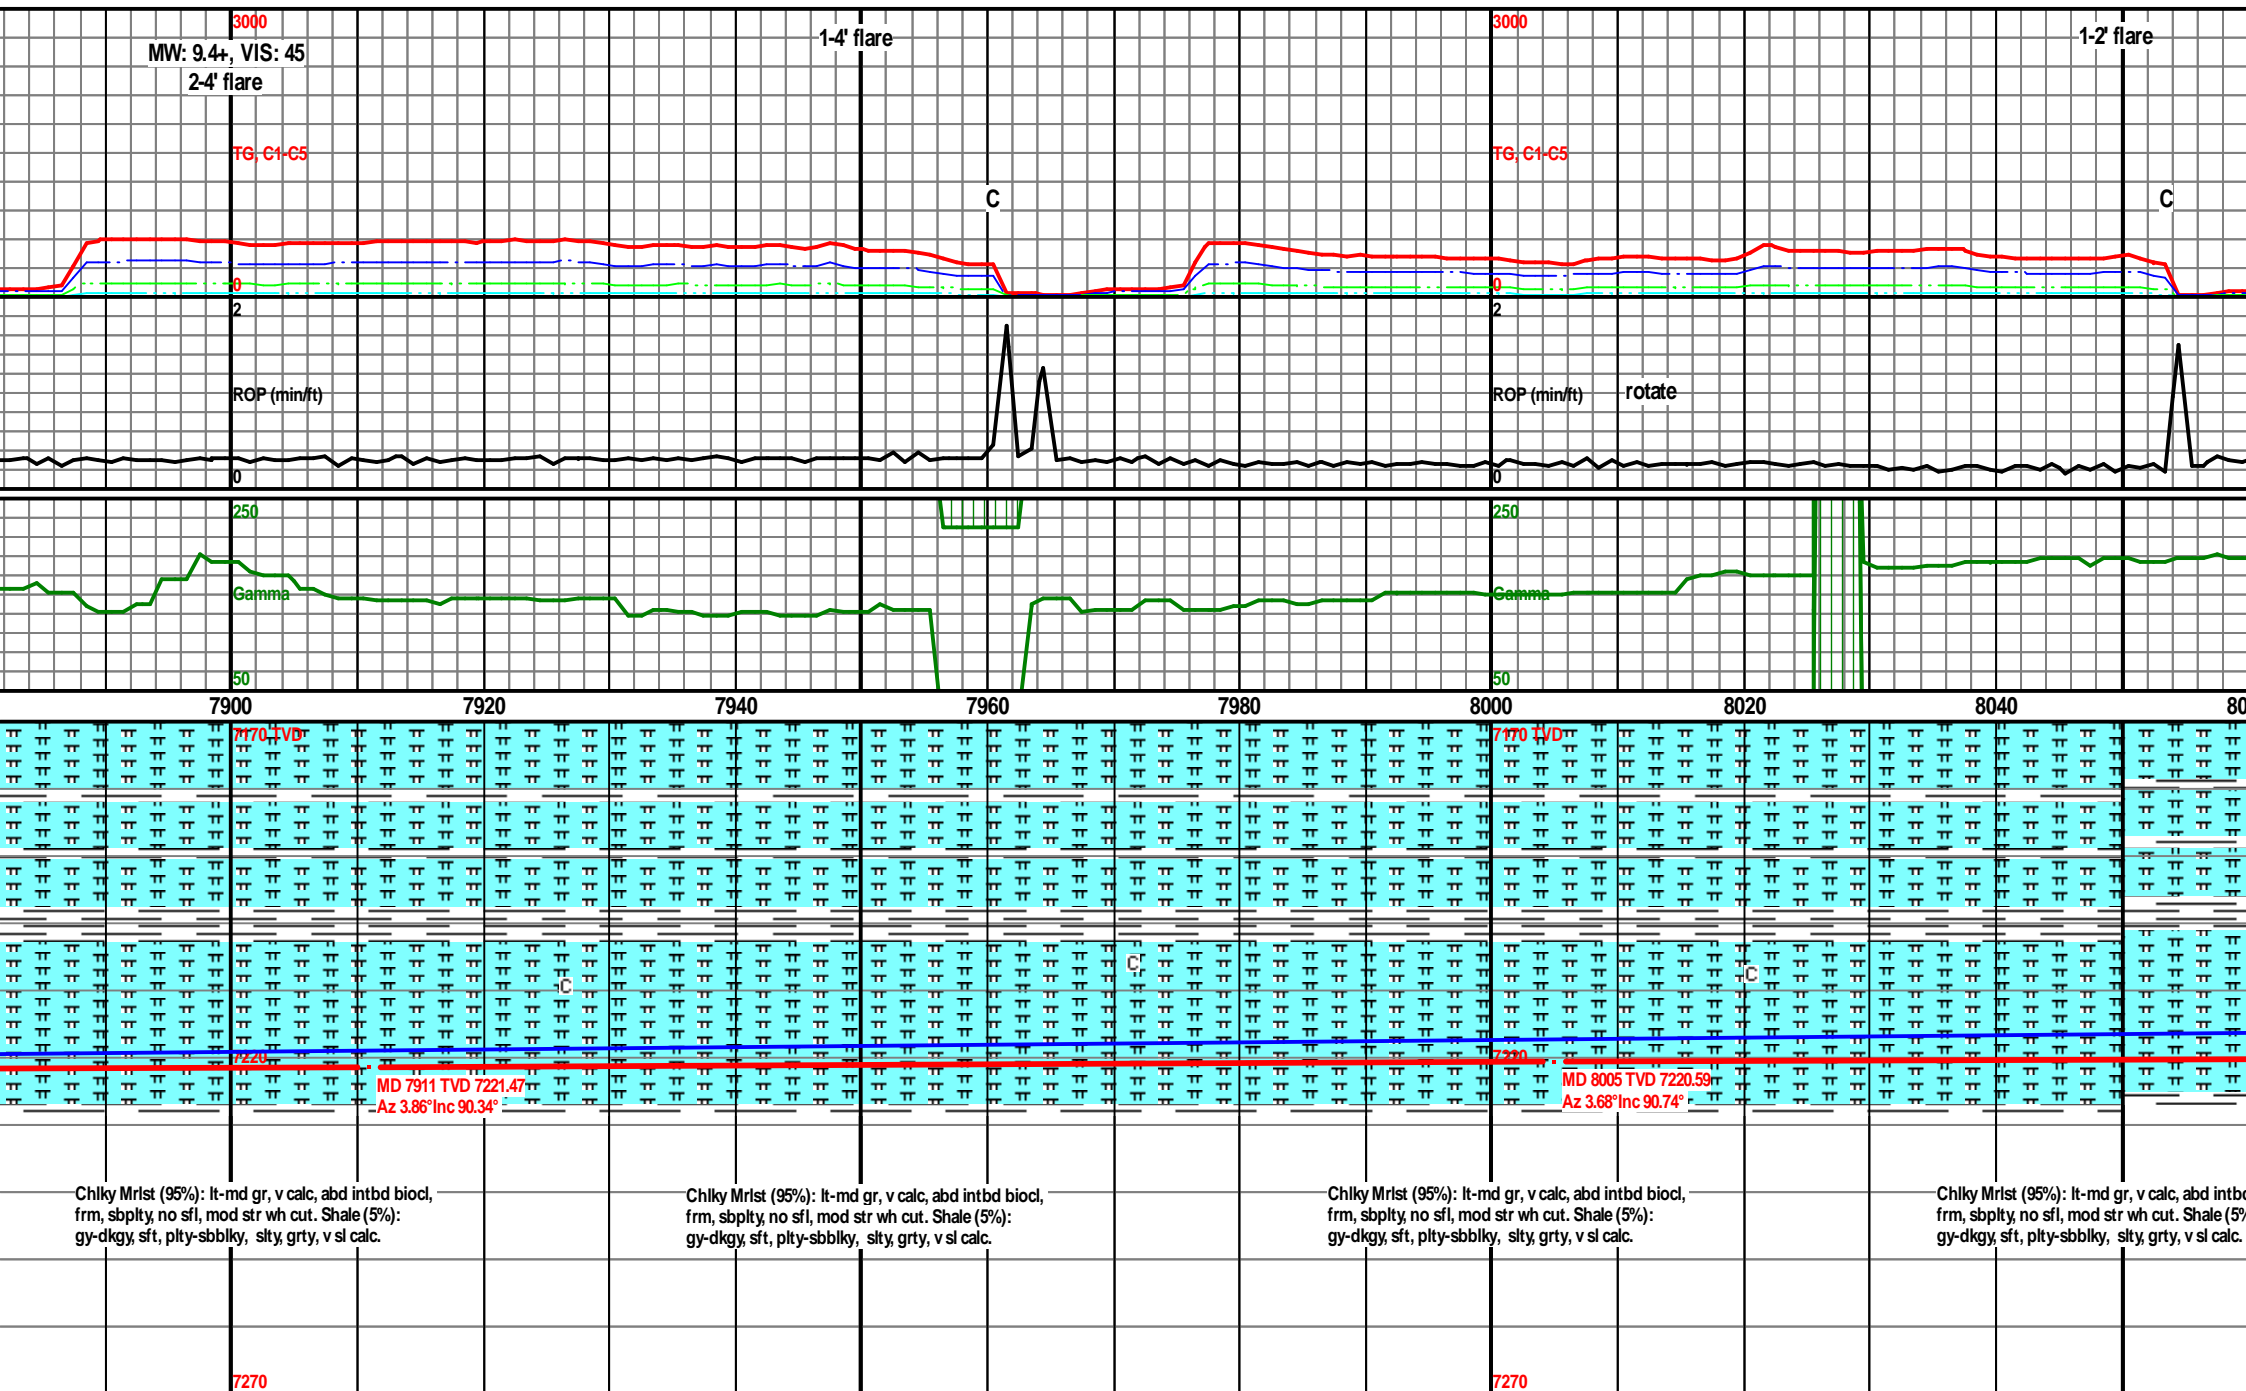 3000
3000
1-4' flare
1-2' flare
MW: 9.4+, VIS: 45
2-4' flare
TG, C1-C5
TG, C1-C5
C
C
0
0
2
2
ROP (min/ft)
ROP (min/ft)
rotate
0
0
250
250
Gamma
Gamma
50
50
7900
7920
7940
7960
7980
8000
8020
8040
7170 TVD
7170 TVD
C
C
C
7220
7220
MD 7911 TVD 7221.47
Az 3.86°Inc 90.34°
MD 8005 TVD 7220.59
Az 3.68°Inc 90.74°
Chlky Mrlst (95%): lt-md gr, v calc, abd intbd biocl,
frm, sbplty, no sfl, mod str wh cut. Shale (5%):
gy-dkgy, sft, plty-sbblky, slty, grty, v sl calc.
Chlky Mrlst (95%): lt-md gr, v calc, abd intbd biocl,
frm, sbplty, no sfl, mod str wh cut. Shale (5%):
gy-dkgy, sft, plty-sbblky, slty, grty, v sl calc.
Chlky Mrlst (95%): lt-md gr, v calc, abd intbd biocl,
frm, sbplty, no sfl, mod str wh cut. Shale (5%):
gy-dkgy, sft, plty-sbblky, slty, grty, v sl calc.
Chlky Mrlst (95%): lt-md gr, v calc, abd
frm, sbplty, no sfl, mod str wh cut. Shale
gy-dkgy, sft, plty-sbblky, slty, grty, v sl calc.
7270
7270